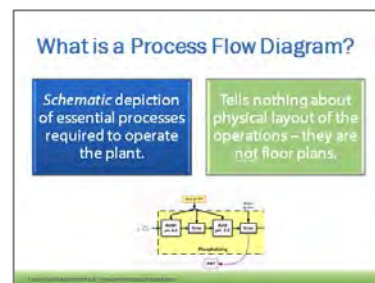 What is a Process Flow Diagram?
Schematic depiction
of essential processes
required to operate
the plant.
Tells nothing about
physical layout of the
operations – they are
not floor plans.
Phosphating